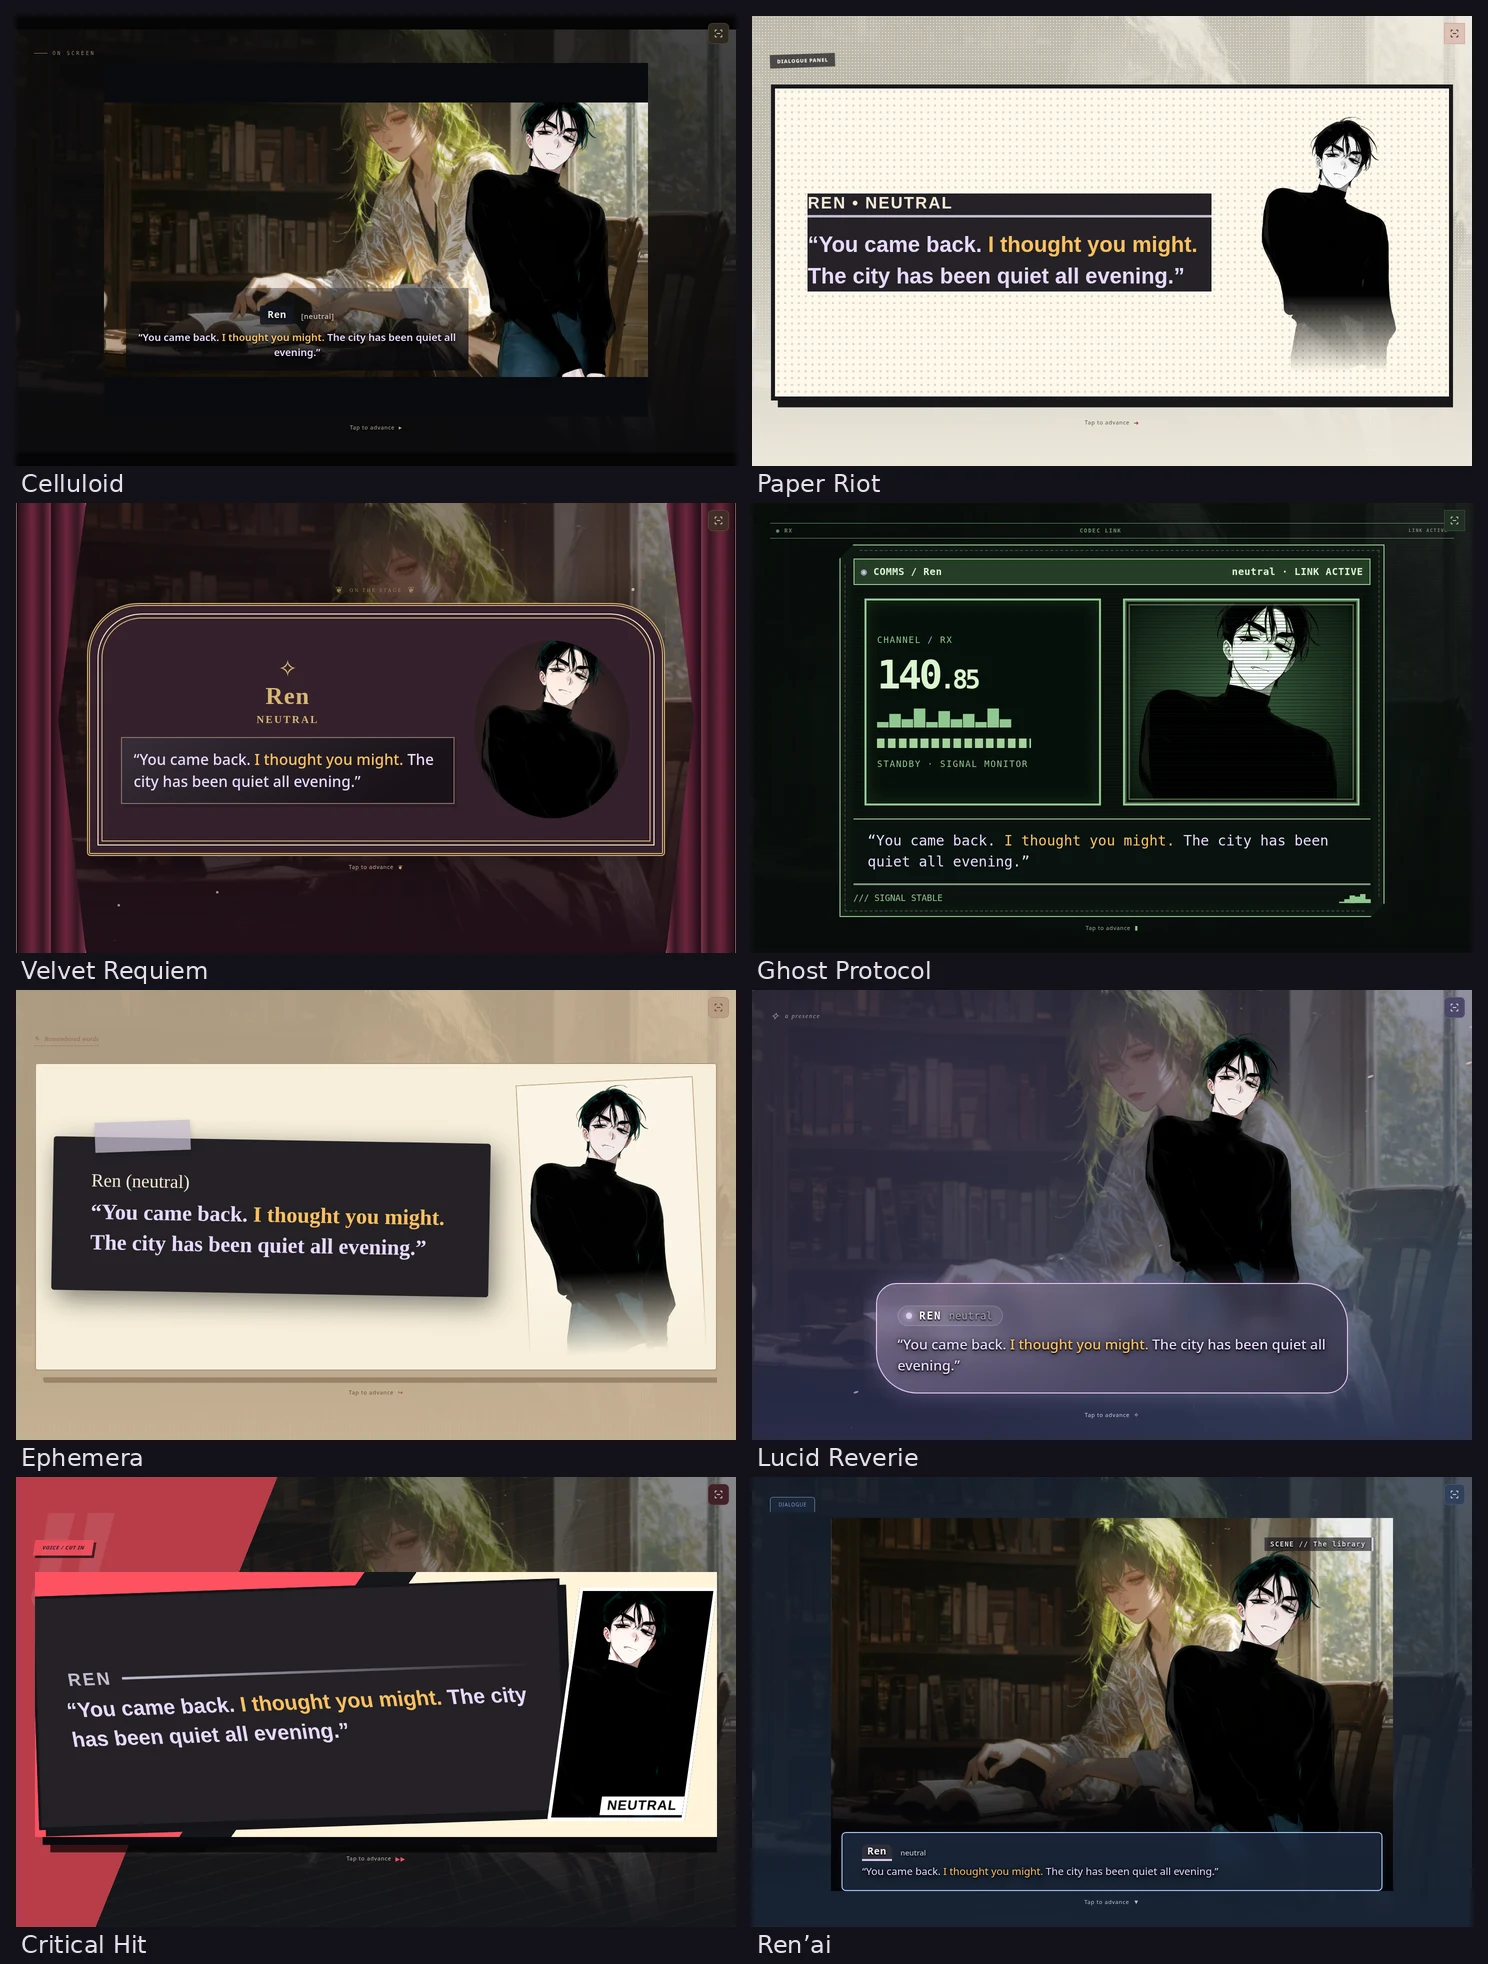 ON SCREEN
Ren [neutral]
“You came back. I thought you might. The city has been quiet all
evening.”
Tap to advance ▸
Celluloid
DIALOGUE PANEL
REN • NEUTRAL
“You came back. I thought you might.
The city has been quiet all evening.”
Tap to advance ➔
Paper Riot
ON THE STAGE
Ren
NEUTRAL
“You came back. I thought you might. The
city has been quiet all evening.”
Tap to advance ❦
Velvet Requiem
◉ RX CODEC LINK LINK ACTIVE
◉ COMMS / Ren neutral · LINK ACTIVE
CHANNEL / RX
140.85
STANDBY · SIGNAL MONITOR
“You came back. I thought you might. The city has been
quiet all evening.”
/// SIGNAL STABLE
Tap to advance ▮
Ghost Protocol
Remembered words
Ren (neutral)
“You came back. I thought you might.
The city has been quiet all evening.”
Tap to advance →
Ephemera
✧ a presence
REN neutral
“You came back. I thought you might. The city has been quiet all
evening.”
Tap to advance ✧
Lucid Reverie
VOICE / CUT IN
REN
“You came back. I thought you might. The city
has been quiet all evening.”
NEUTRAL
Tap to advance ▶▶
Critical Hit
DIALOGUE
SCENE // The library
Ren neutral
“You came back. I thought you might. The city has been quiet all evening.”
Tap to advance ▼
Ren’ai